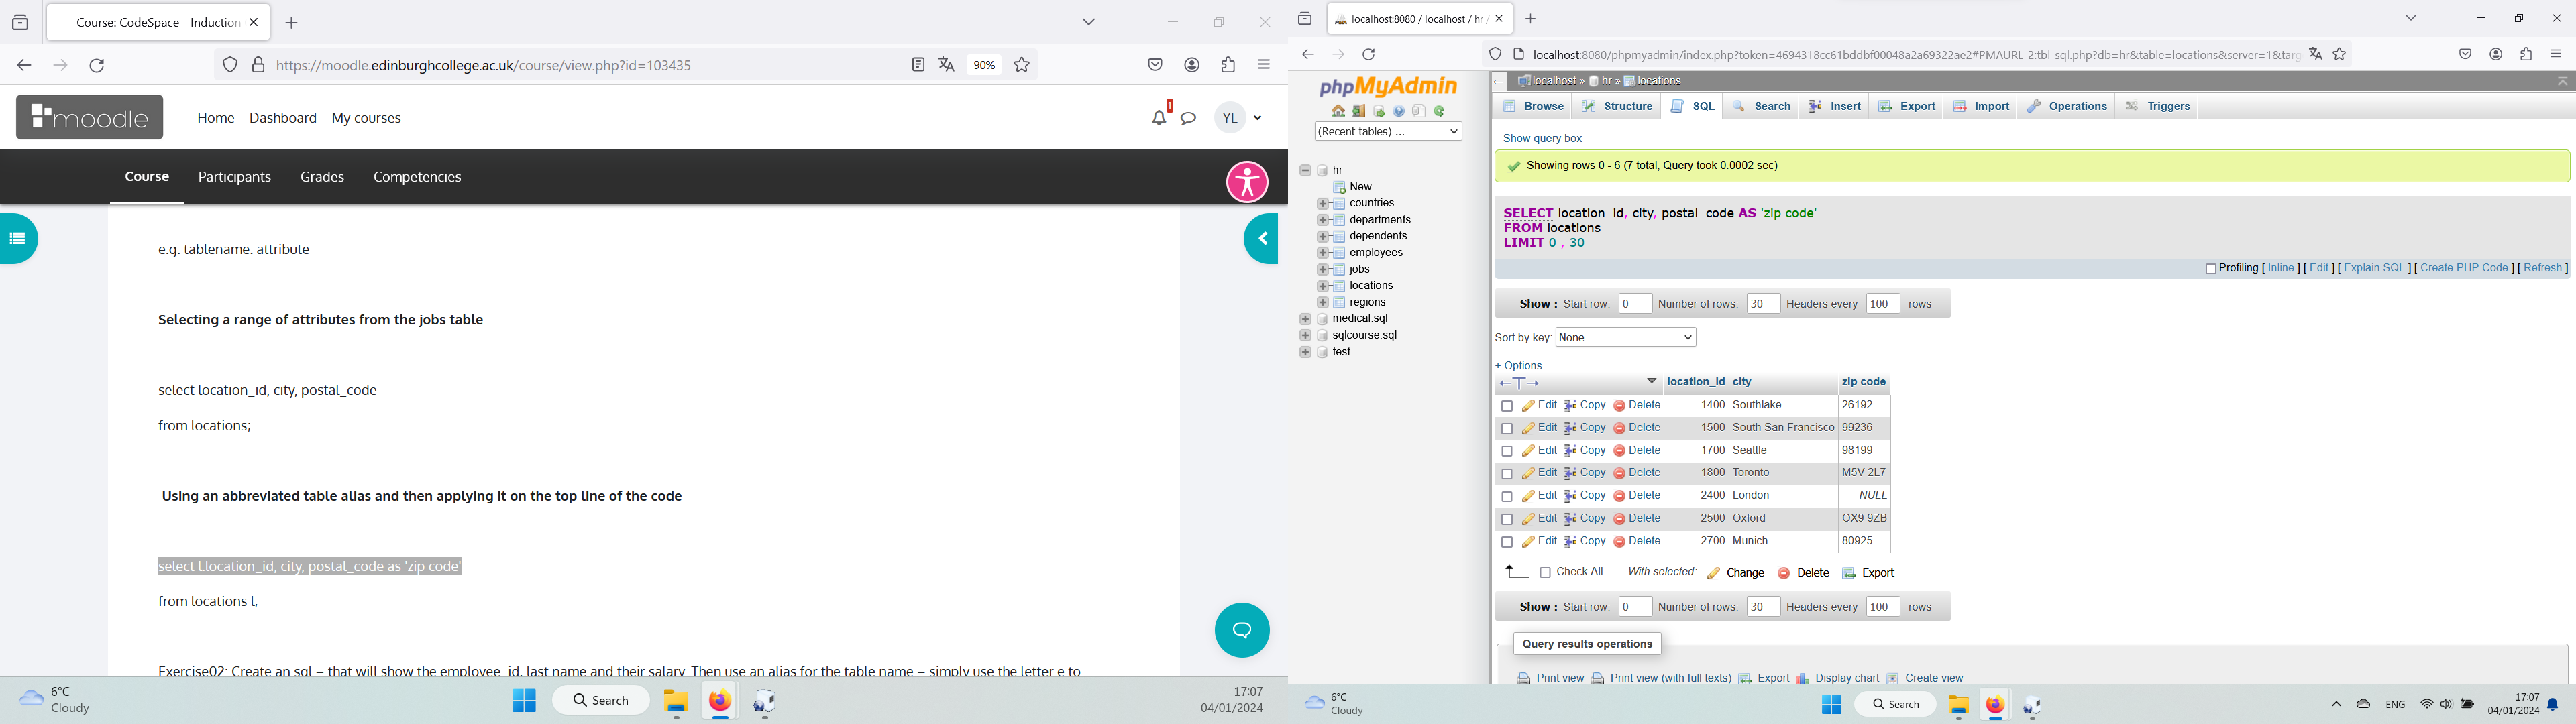 Course: CodeSpace - Induction
https://moodle.edinburghcollege.ac.uk/course/view.php?id=103435
90%
moodle
Home Dashboard My courses
1
YL
Course Participants Grades Competencies
e.g. tablename. attribute
Selecting a range of attributes from the jobs table
select location_id, city, postal_code
from locations;
Using an abbreviated table alias and then applying it on the top line of the code
select l.location_id, city, postal_code as 'zip code'
from locations l;
Exercise02: Create an sql – that will show the employee_id, last name and their salary. Then use an alias for the table name – simply use the letter e to
6°C
Cloudy
Search
17:07
04/01/2024
localhost:8080 / localhost / hr /
localhost:8080/phpmyadmin/index.php?token=4694318cc61bddbf00048a2a69322ae2#PMAURL-2:tbl_sql.php?db=hr&table=locations&server=1&targ
phpMyAdmin
(Recent tables) ...
hr
New
countries
departments
dependents
employees
jobs
locations
regions
medical.sql
sqlcourse.sql
test
localhost » hr » locations
Browse Structure SQL Search Insert Export Import Operations Triggers
Show query box
Showing rows 0 - 6 (7 total, Query took 0.0002 sec)
SELECT location_id, city, postal_code AS 'zip code'
FROM locations
LIMIT 0 , 30
Profiling [ Inline ] [ Edit ] [ Explain SQL ] [ Create PHP Code ] [ Refresh ]
Show : Start row: 0 Number of rows: 30 Headers every 100 rows
Sort by key: None
+ Options
←T→ location_id city zip code
Edit Copy Delete 1400 Southlake 26192
Edit Copy Delete 1500 South San Francisco 99236
Edit Copy Delete 1700 Seattle 98199
Edit Copy Delete 1800 Toronto M5V 2L7
Edit Copy Delete 2400 London NULL
Edit Copy Delete 2500 Oxford OX9 9ZB
Edit Copy Delete 2700 Munich 80925
Check All With selected: Change Delete Export
Show : Start row: 0 Number of rows: 30 Headers every 100 rows
Query results operations
Print view Print view (with full texts) Export Display chart Create view
6°C
Cloudy
Search
ENG
17:07
04/01/2024